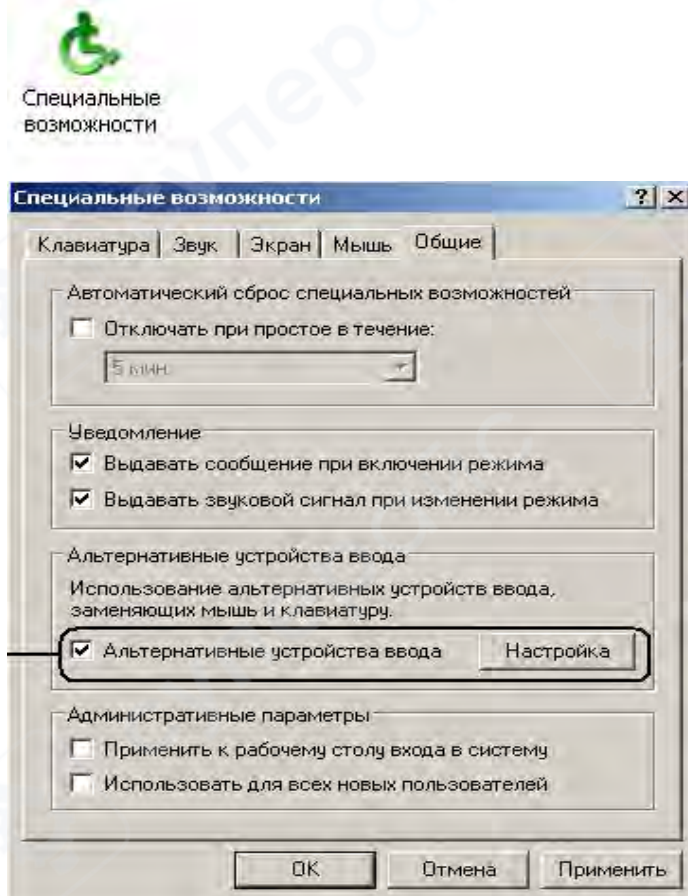 Специальные
возможности
Специальные возможности
Клавиатура Звук Экран Мышь Общие
Автоматический сброс специальных возможностей
Отключать при простое в течение:
5 мин.
Уведомление
Выдавать сообщение при включении режима
Выдавать звуковой сигнал при изменении режима
Альтернативные устройства ввода
Использование альтернативных устройств ввода,
заменяющих мышь и клавиатуру.
Альтернативные устройства ввода Настройка
Административные параметры
Применить к рабочему столу входа в систему
Использовать для всех новых пользователей
OK Отмена Применить